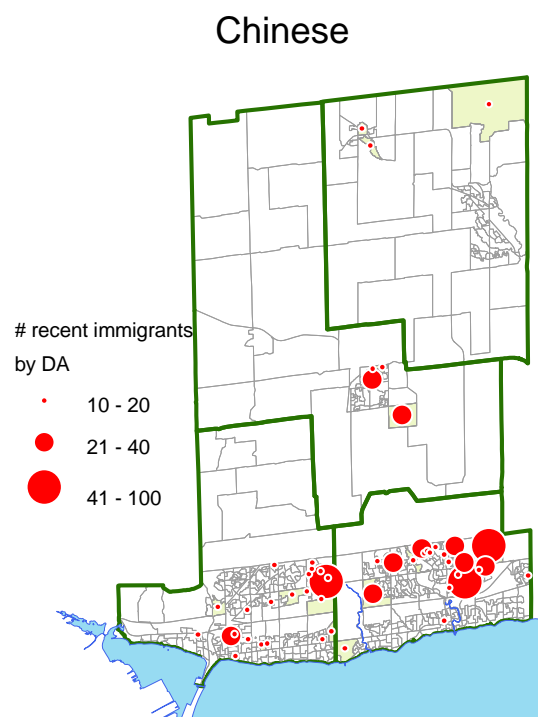 Chinese
# recent immigrants
by DA
10 - 20
21 - 40
41 - 100